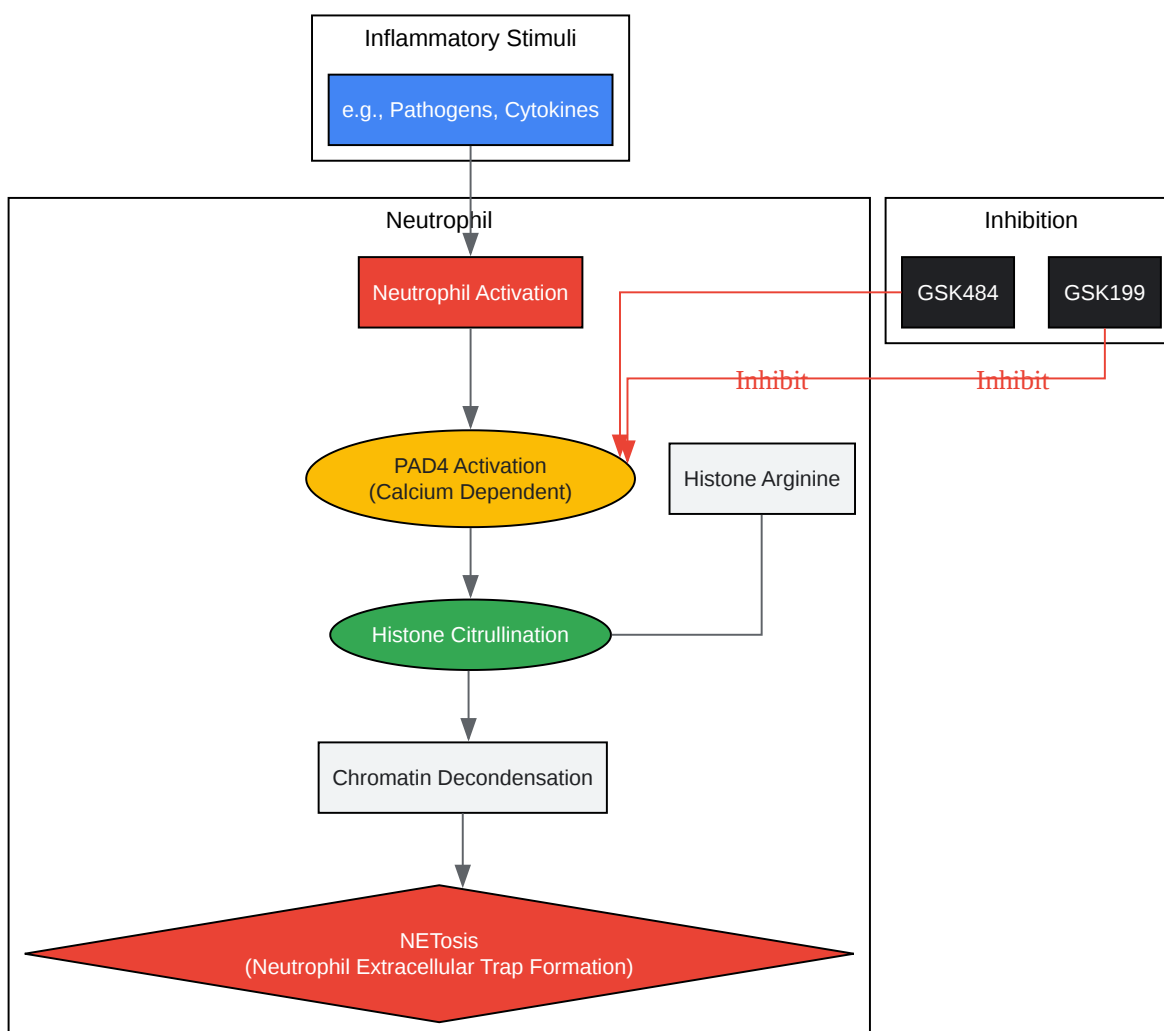 Inflammatory Stimuli
e.g., Pathogens, Cytokines
Neutrophil
Inhibition
Neutrophil Activation
GSK484
GSK199
Inhibit
Inhibit
PAD4 Activation
(Calcium Dependent)
Histone Arginine
Histone Citrullination
Chromatin Decondensation
NETosis
(Neutrophil Extracellular Trap Formation)